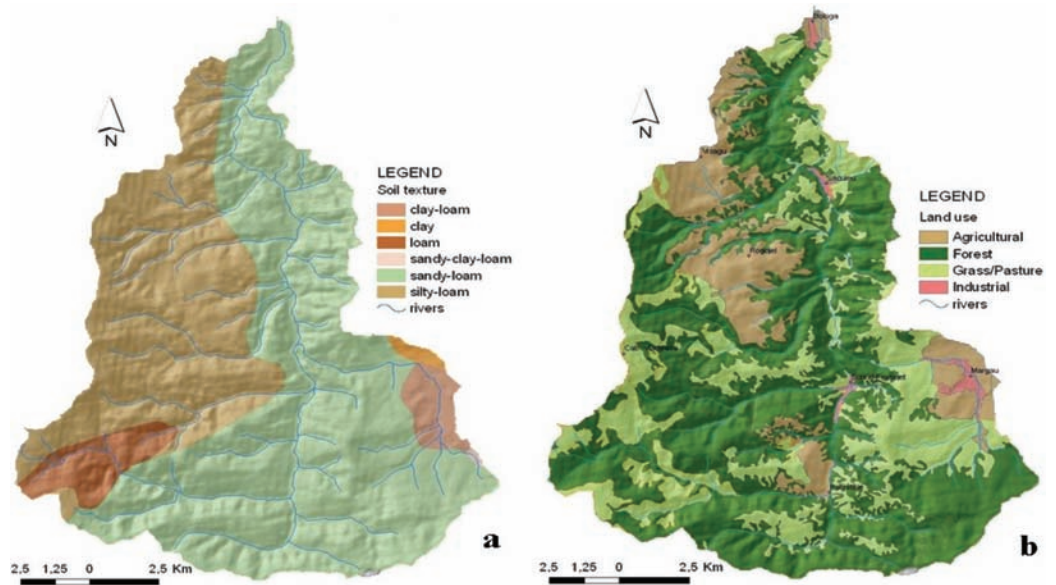 N
LEGEND
Soil texture
clay-loam
clay
loam
sandy-clay-loam
sandy-loam
silty-loam
rivers
a
2,5 1,25 0 2,5 Km
N
LEGEND
Land use
Agricultural
Forest
Grass/Pasture
Industrial
rivers
Margau
b
2,5 1,25 0 2,5 Km